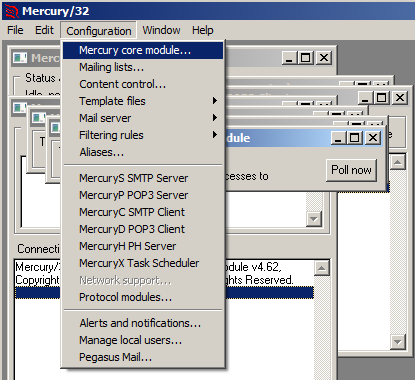 Mercury/32
File Edit Configuration Window Help
Mercury core module...
Mailing lists...
Content control...
Template files
Mail server
Filtering rules
Aliases...
MercuryS SMTP Server
MercuryP POP3 Server
MercuryC SMTP Client
MercuryD POP3 Client
MercuryH PH Server
MercuryX Task Scheduler
Network support...
Protocol modules...
Alerts and notifications...
Manage local users...
Pegasus Mail...
Merc
Status
dule
cesses to
Poll now
Connecti
Mercury/3
odule v4.62,
Copyright
ghts Reserved.